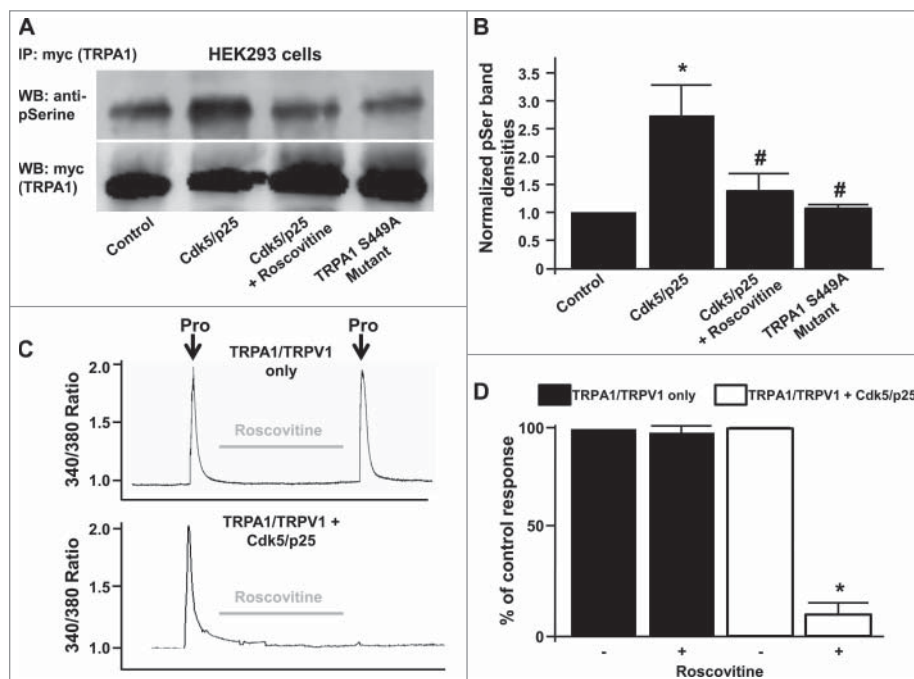 A
IP: myc (TRPA1)
HEK293 cells
WB: anti-
pSerine
WB: myc
(TRPA1)
Control
Cdk5/p25
Cdk5/p25
+ Roscovitine
TRPA1 S449A
Mutant
B
Normalized pSer band
densities
3.5
3.0
2.5
2.0
1.5
1.0
0.5
0
*
#
#
Control
Cdk5/p25
Cdk5/p25
+ Roscovitine
TRPA1 S449A
Mutant
C
Pro
Pro
TRPA1/TRPV1
only
340/380 Ratio
2.0
1.5
1.0
Roscovitine
TRPA1/TRPV1 +
Cdk5/p25
340/380 Ratio
2.0
1.5
1.0
Roscovitine
D
TRPA1/TRPV1 only
TRPA1/TRPV1 + Cdk5/p25
% of control response
100
50
0
*
- + - +
Roscovitine